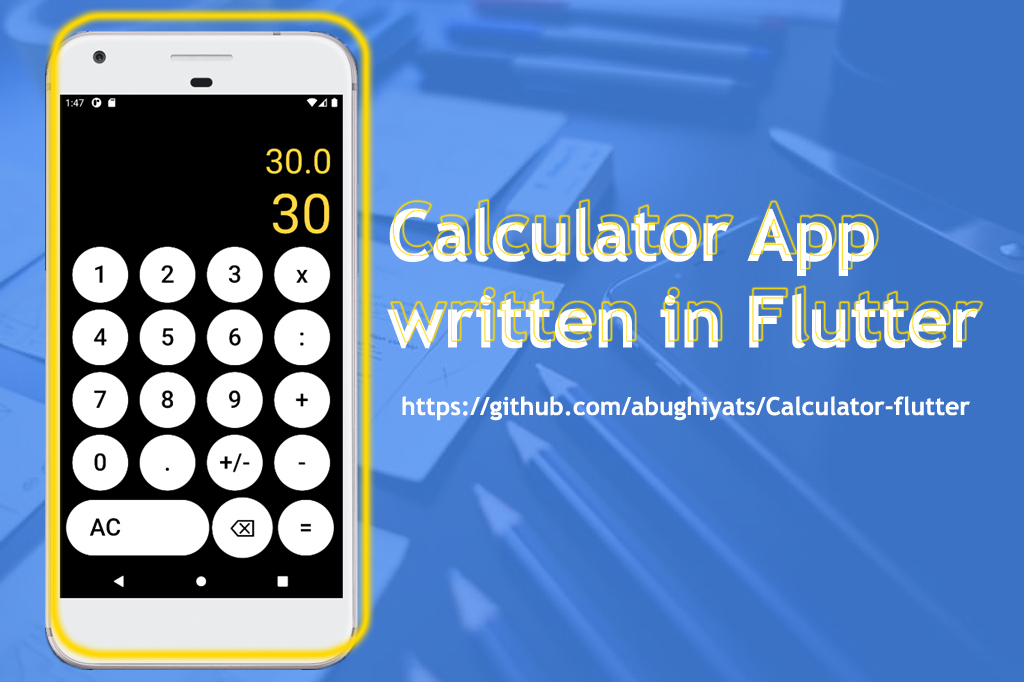 1:47
30.0
30
1 2 3 x
4 5 6 :
7 8 9 +
0 . +/- -
AC =
Calculator App
written in Flutter
https://github.com/abughiyats/Calculator-flutter